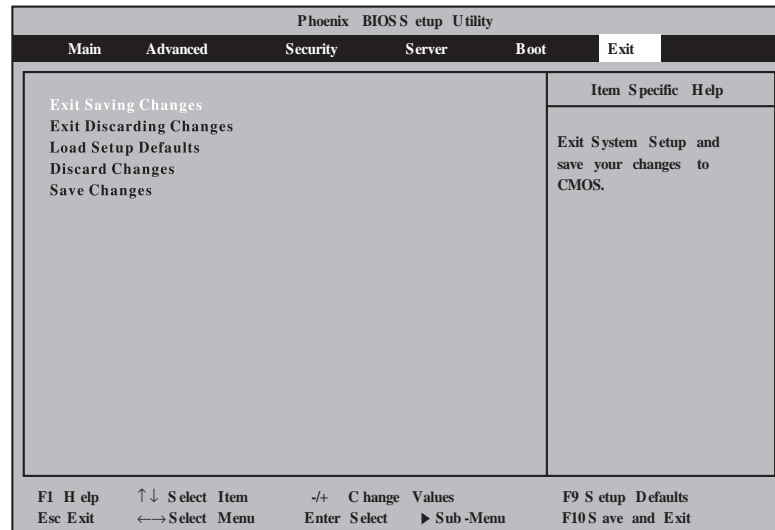 Phoenix BIOS Setup Utility
Main Advanced Security Server Boot Exit
Exit Saving Changes
Exit Discarding Changes
Load Setup Defaults
Discard Changes
Save Changes
Item Specific Help
Exit System Setup and
save your changes to
CMOS.
F1 Help ↑↓ Select Item -/+ Change Values F9 Setup Defaults
Esc Exit ←→ Select Menu Enter Select ▶ Sub-Menu F10 Save and Exit